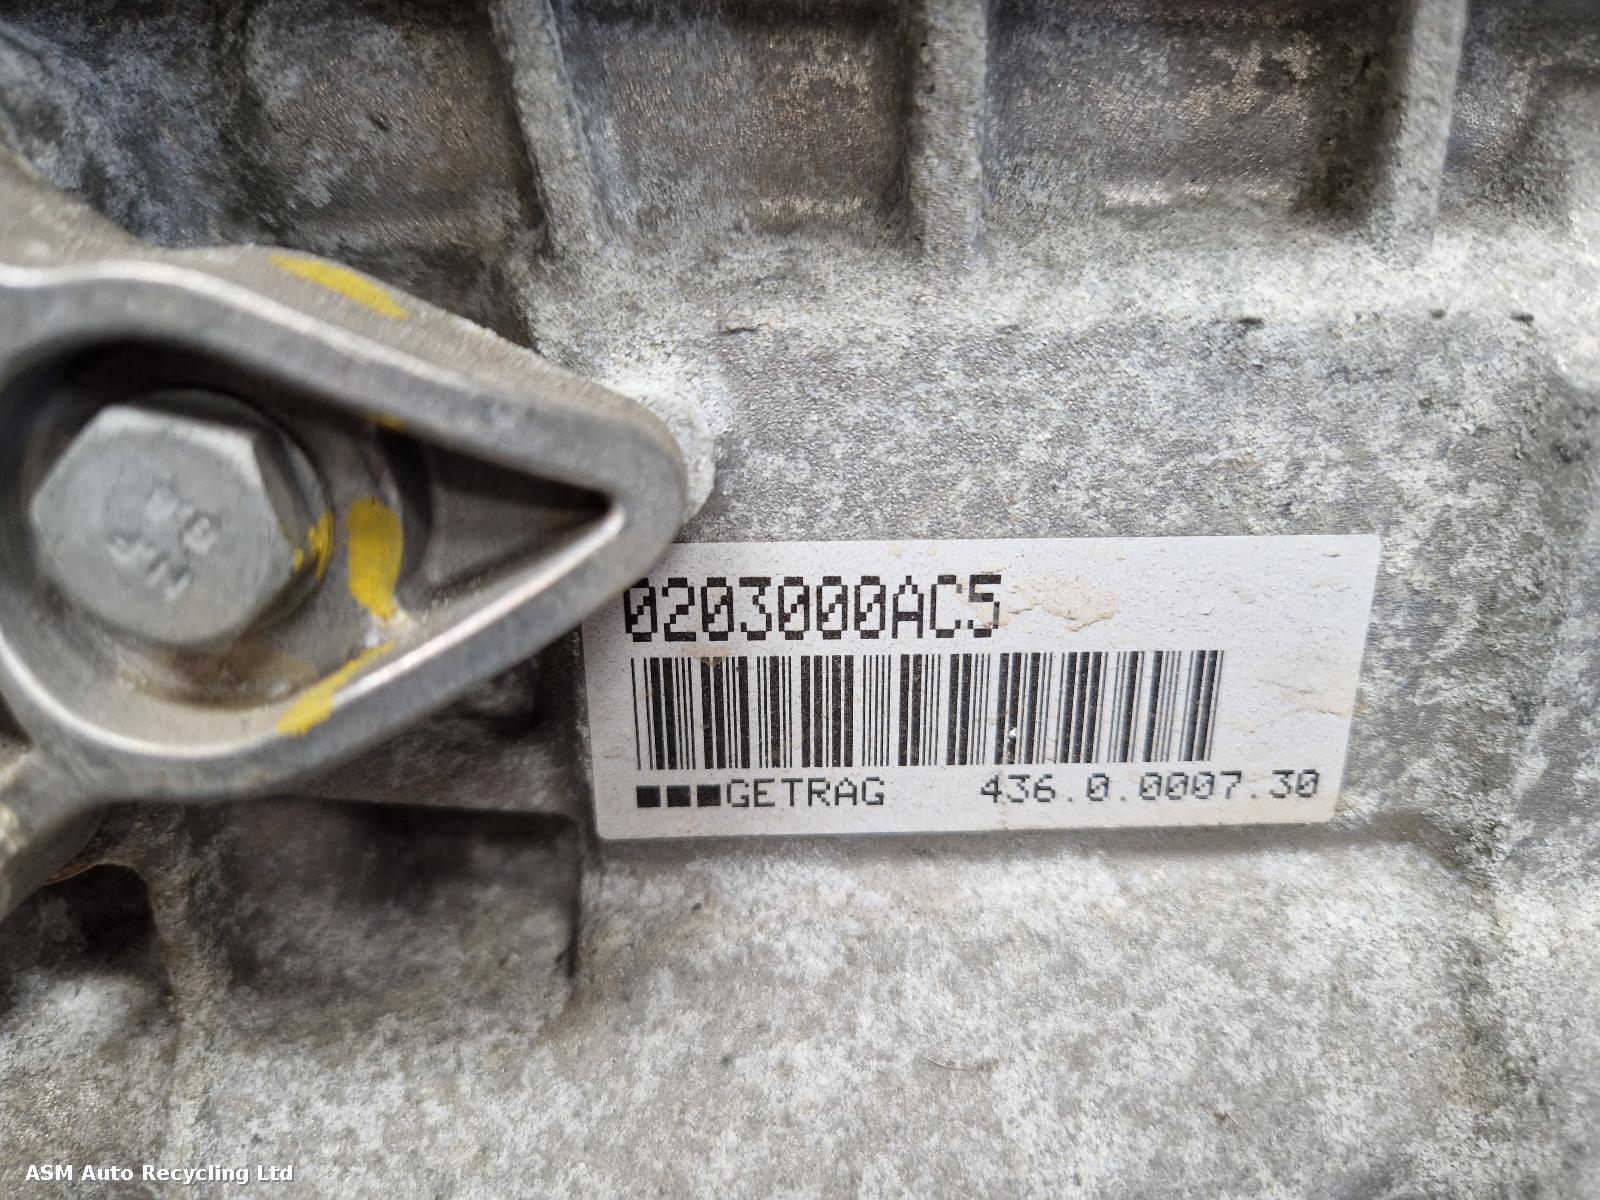 0203000AC5
■■■GETRAG 436.0.0007.30
ASM Auto Recycling Ltd